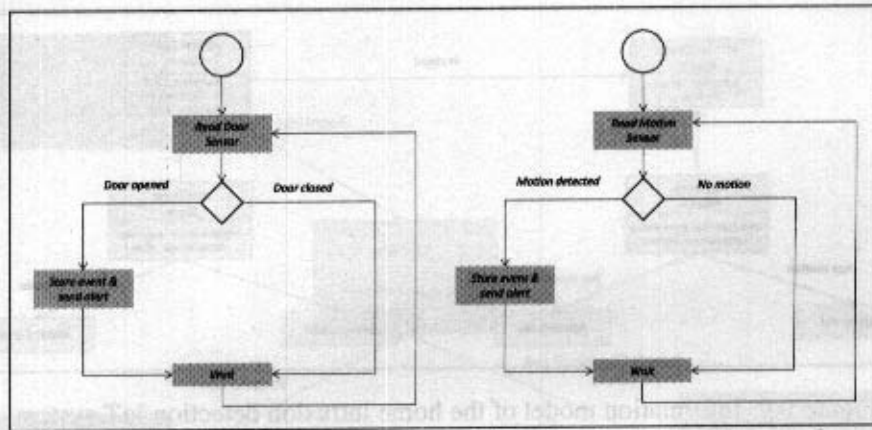 Read Door
Sensor
Door opened
Door closed
Store event &
send alert
Wait
Read Motion
Sensor
Motion detected
No motion
Store event &
send alert
Wait